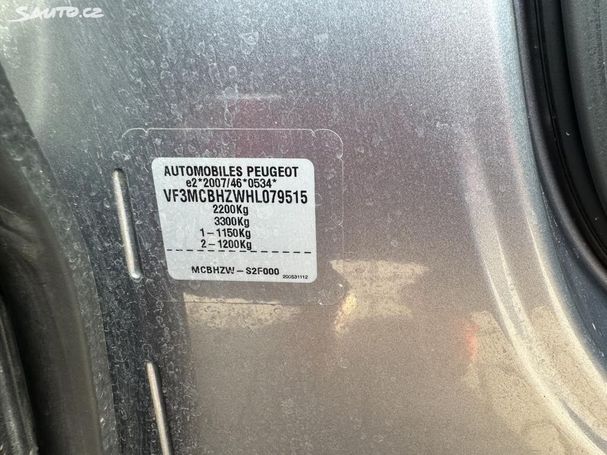 Sauto.cz
AUTOMOBILES PEUGEOT
e2*2007/46*0534*
VF3MCBHZWHL079515
2200Kg
3300Kg
1-1150Kg
2-1200Kg
MCBHZW-S2F000